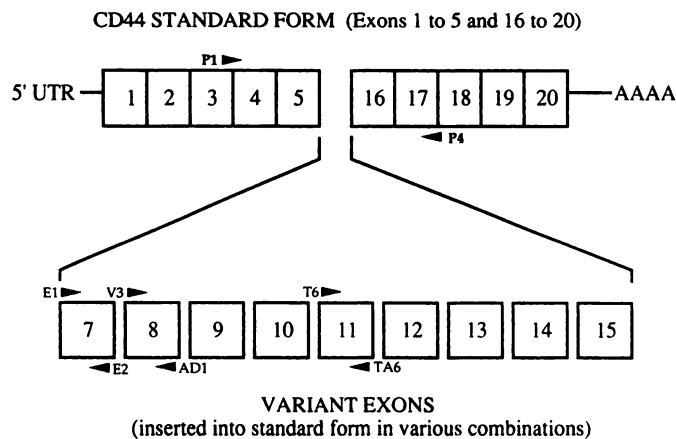 CD44 STANDARD FORM (Exons 1 to 5 and 16 to 20)
P1
5' UTR 1 2 3 4 5 16 17 18 19 20 AAAA
P4
E1 V3 T6
7 8 9 10 11 12 13 14 15
E2 AD1 TA6
VARIANT EXONS
(inserted into standard form in various combinations)